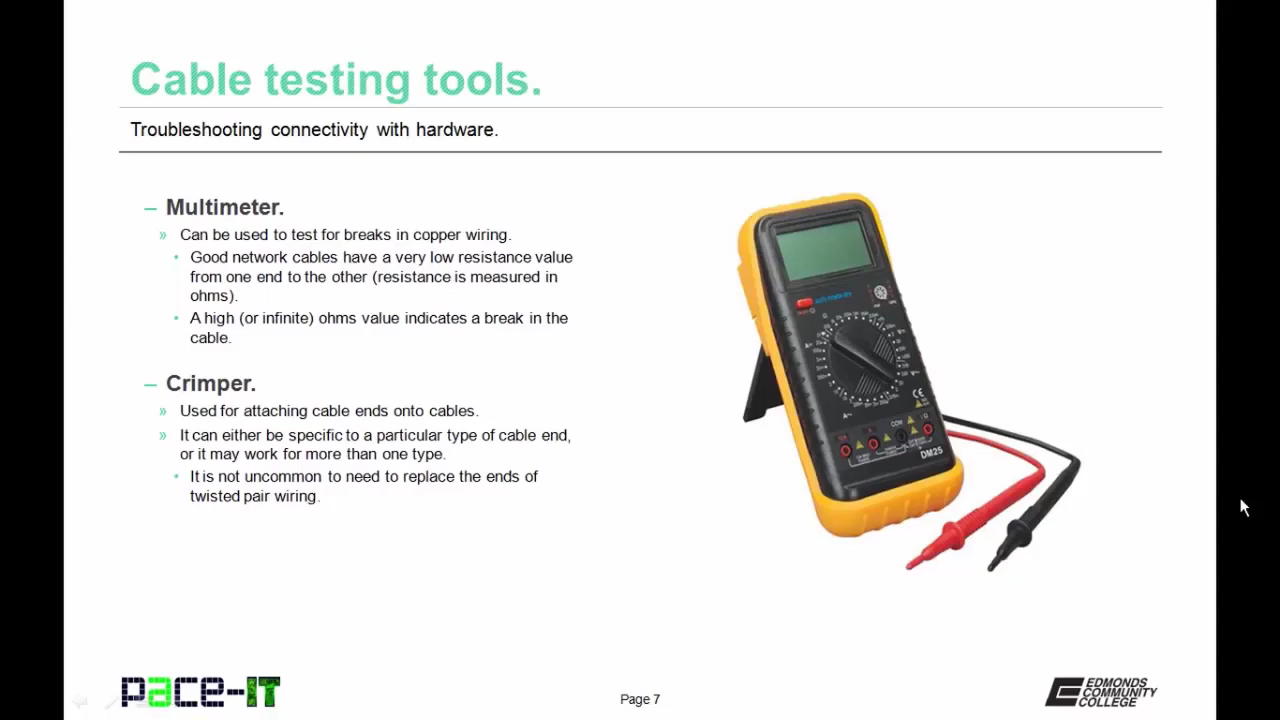 Cable testing tools.
Troubleshooting connectivity with hardware.
– Multimeter.
» Can be used to test for breaks in copper wiring.
• Good network cables have a very low resistance value
from one end to the other (resistance is measured in
ohms).
• A high (or infinite) ohms value indicates a break in the
cable.
– Crimper.
» Used for attaching cable ends onto cables.
» It can either be specific to a particular type of cable end,
or it may work for more than one type.
• It is not uncommon to need to replace the ends of
twisted pair wiring.
COM
CE
DM25
pace-IT
Page 7
EDMONDS
COMMUNITY
COLLEGE